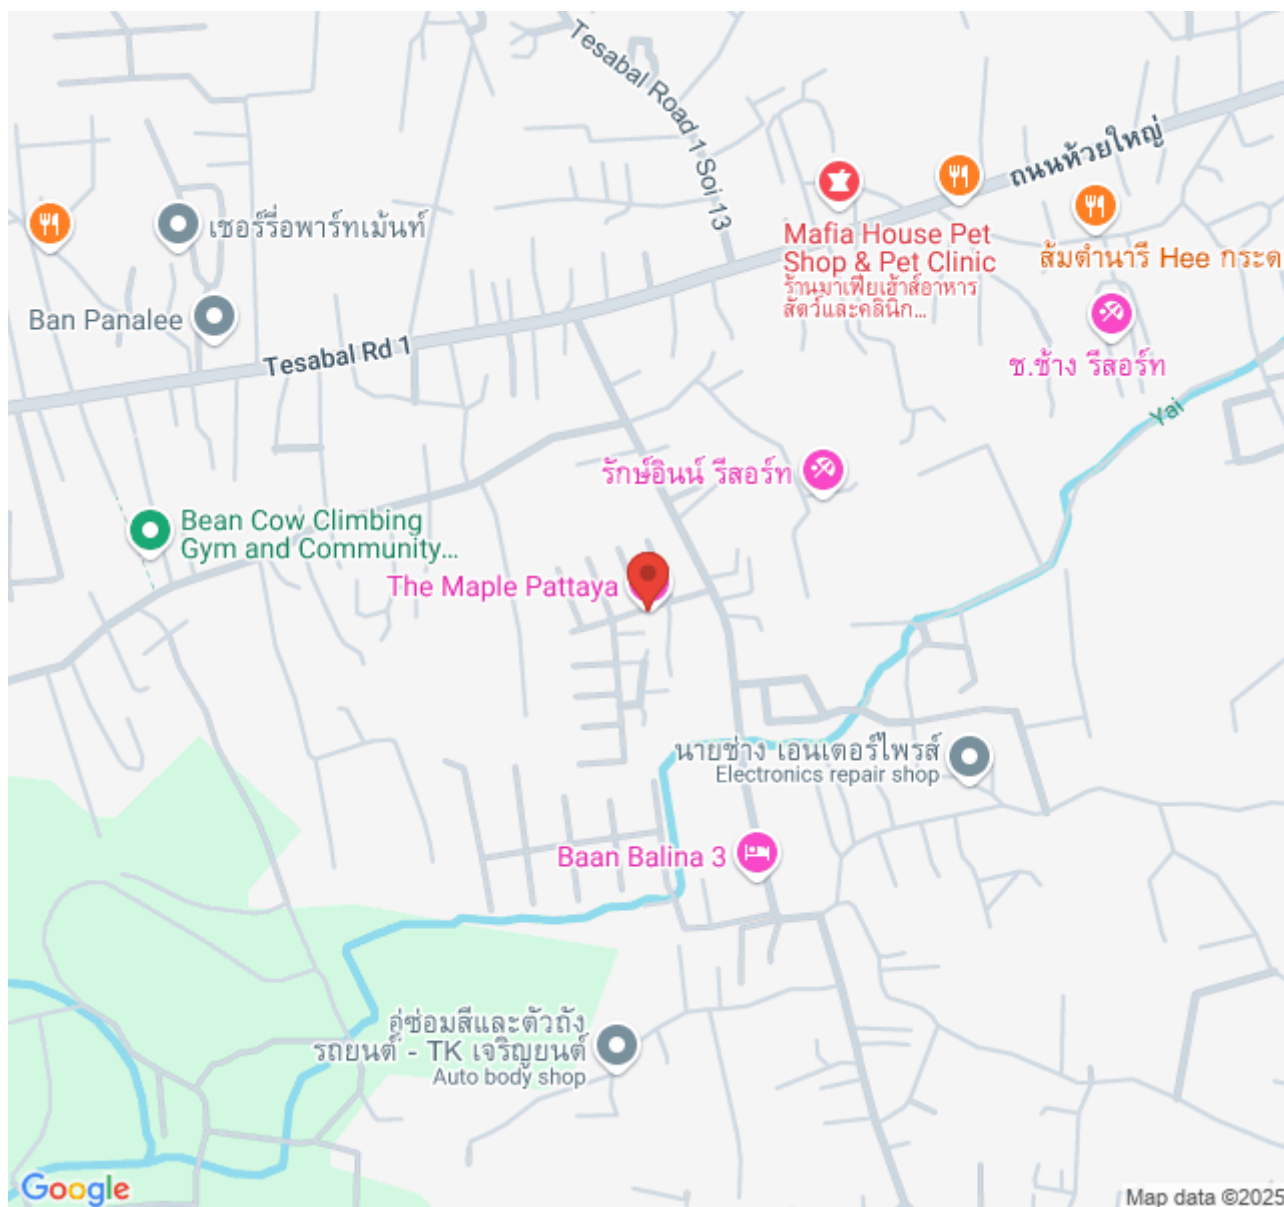 Tesabal Road 1 Soi 13
ถนนห้วยใหญ่
เชอร์รี่อพาร์ทเม้นท์
Mafia House Pet
Shop & Pet Clinic
ร้านมาเฟียเฮ้าส์อาหาร
สัตว์และคลินิก...
ส้มตำนารี Hee กระด
Ban Panalee
Tesabal Rd 1
ช.ช้าง รีสอร์ท
Yai
รักษ์อินน์ รีสอร์ท
Bean Cow Climbing
Gym and Community...
The Maple Pattaya
นายช่าง เอนเตอร์ไพรส์
Electronics repair shop
Baan Balina 3
อู่ซ่อมสีและตัวถัง
รถยนต์ - TK เจริญยนต์
Auto body shop
Google
Map data ©2025